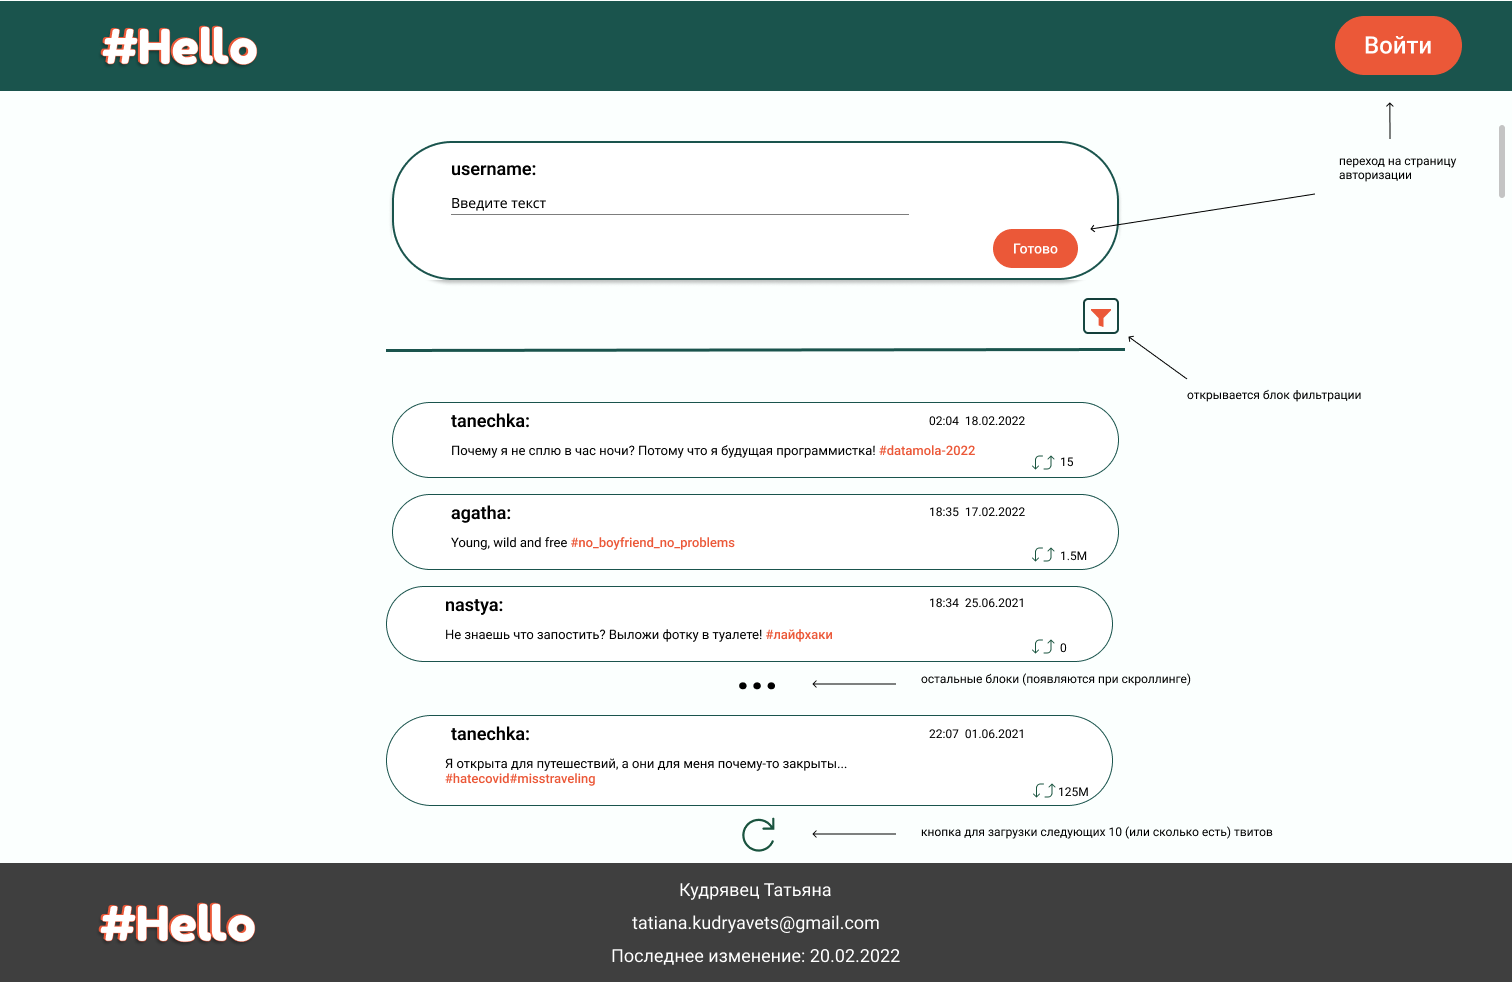 #Hello
Войти
переход на страницу
авторизации
username:
Введите текст
Готово
открывается блок фильтрации
tanechka:
02:04 18.02.2022
Почему я не сплю в час ночи? Потому что я будущая программистка! #datamola-2022
15
agatha:
18:35 17.02.2022
Young, wild and free #no_boyfriend_no_problems
1.5M
nastya:
18:34 25.06.2021
Не знаешь что запостить? Выложи фотку в туалете! #лайфхаки
0
остальные блоки (появляются при скроллинге)
tanechka:
22:07 01.06.2021
Я открыта для путешествий, а они для меня почему-то закрыты...
#hatecovid#misstraveling
125M
кнопка для загрузки следующих 10 (или сколько есть) твитов
#Hello
Кудрявец Татьяна
tatiana.kudryavets@gmail.com
Последнее изменение: 20.02.2022